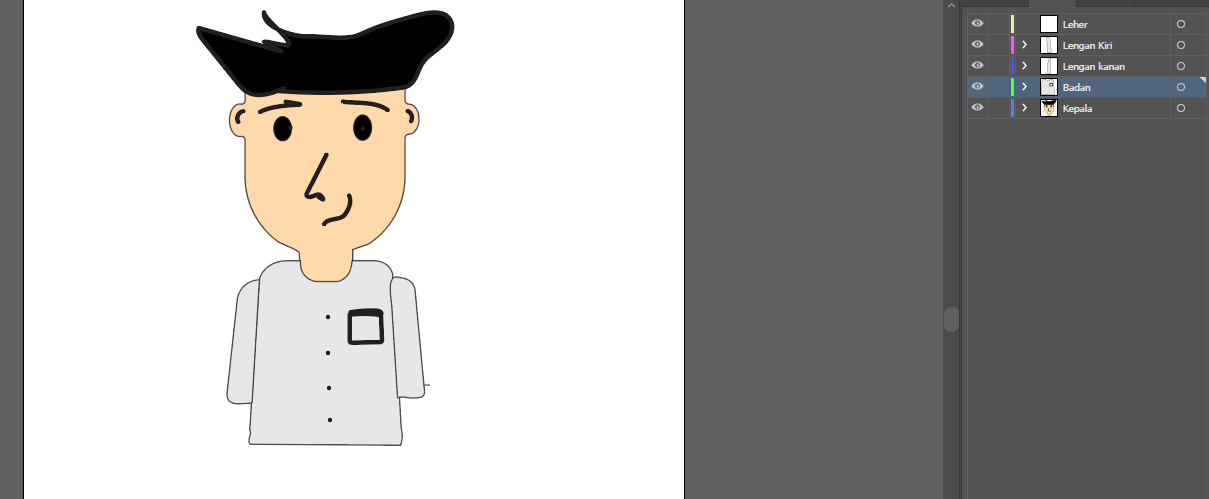 Leher
Lengan Kiri
Lengan kanan
Badan
Kepala